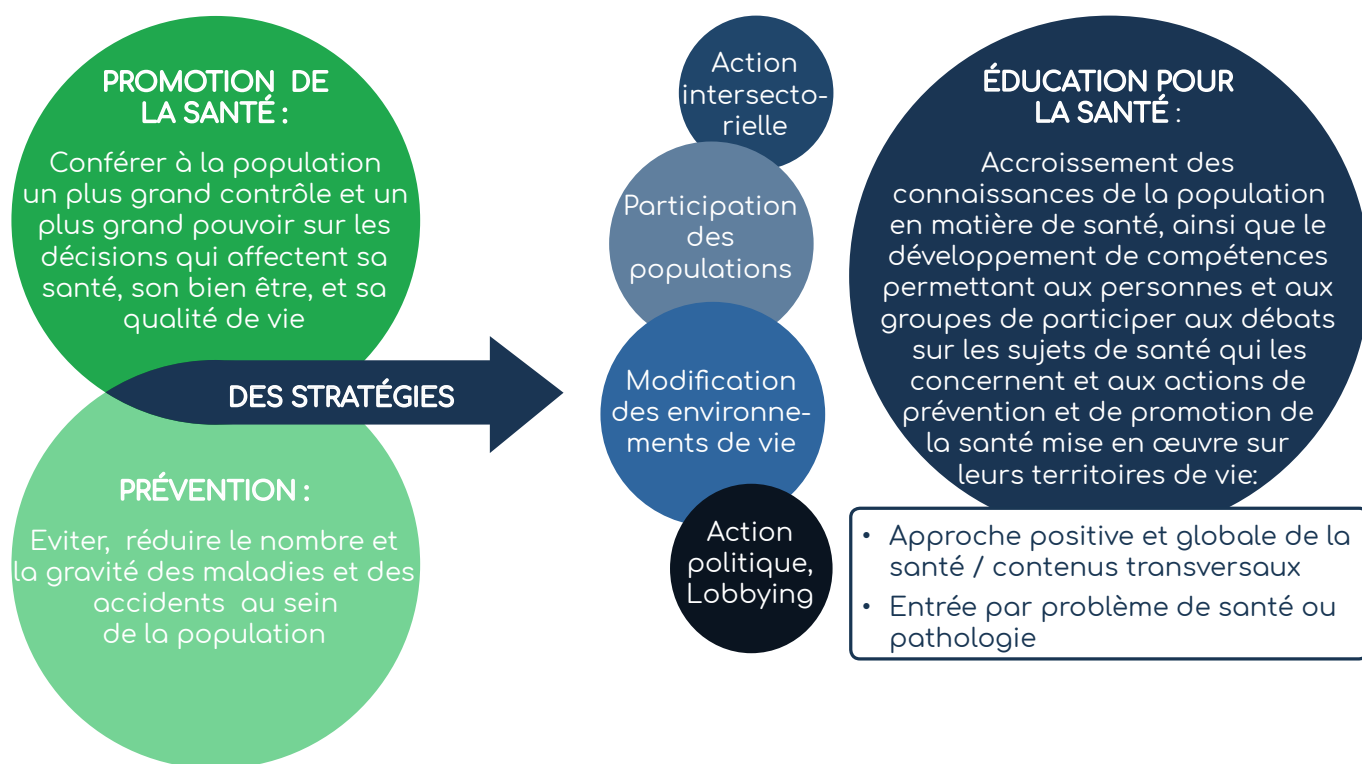 PROMOTION DE
LA SANTÉ :
Conférer à la population
un plus grand contrôle et un
plus grand pouvoir sur les
décisions qui affectent sa
santé, son bien être, et sa
qualité de vie
DES STRATÉGIES
PRÉVENTION :
Eviter, réduire le nombre et
la gravité des maladies et des
accidents au sein
de la population
Action
intersecto-
rielle
Participation
des
populations
Modification
des environne-
ments de vie
Action
politique,
Lobbying
ÉDUCATION POUR
LA SANTÉ :
Accroissement des
connaissances de la population
en matière de santé, ainsi que le
développement de compétences
permettant aux personnes et aux
groupes de participer aux débats
sur les sujets de santé qui les
concernent et aux actions de
prévention et de promotion de
la santé mise en œuvre sur
leurs territoires de vie:
• Approche positive et globale de la
santé / contenus transversaux
• Entrée par problème de santé ou
pathologie